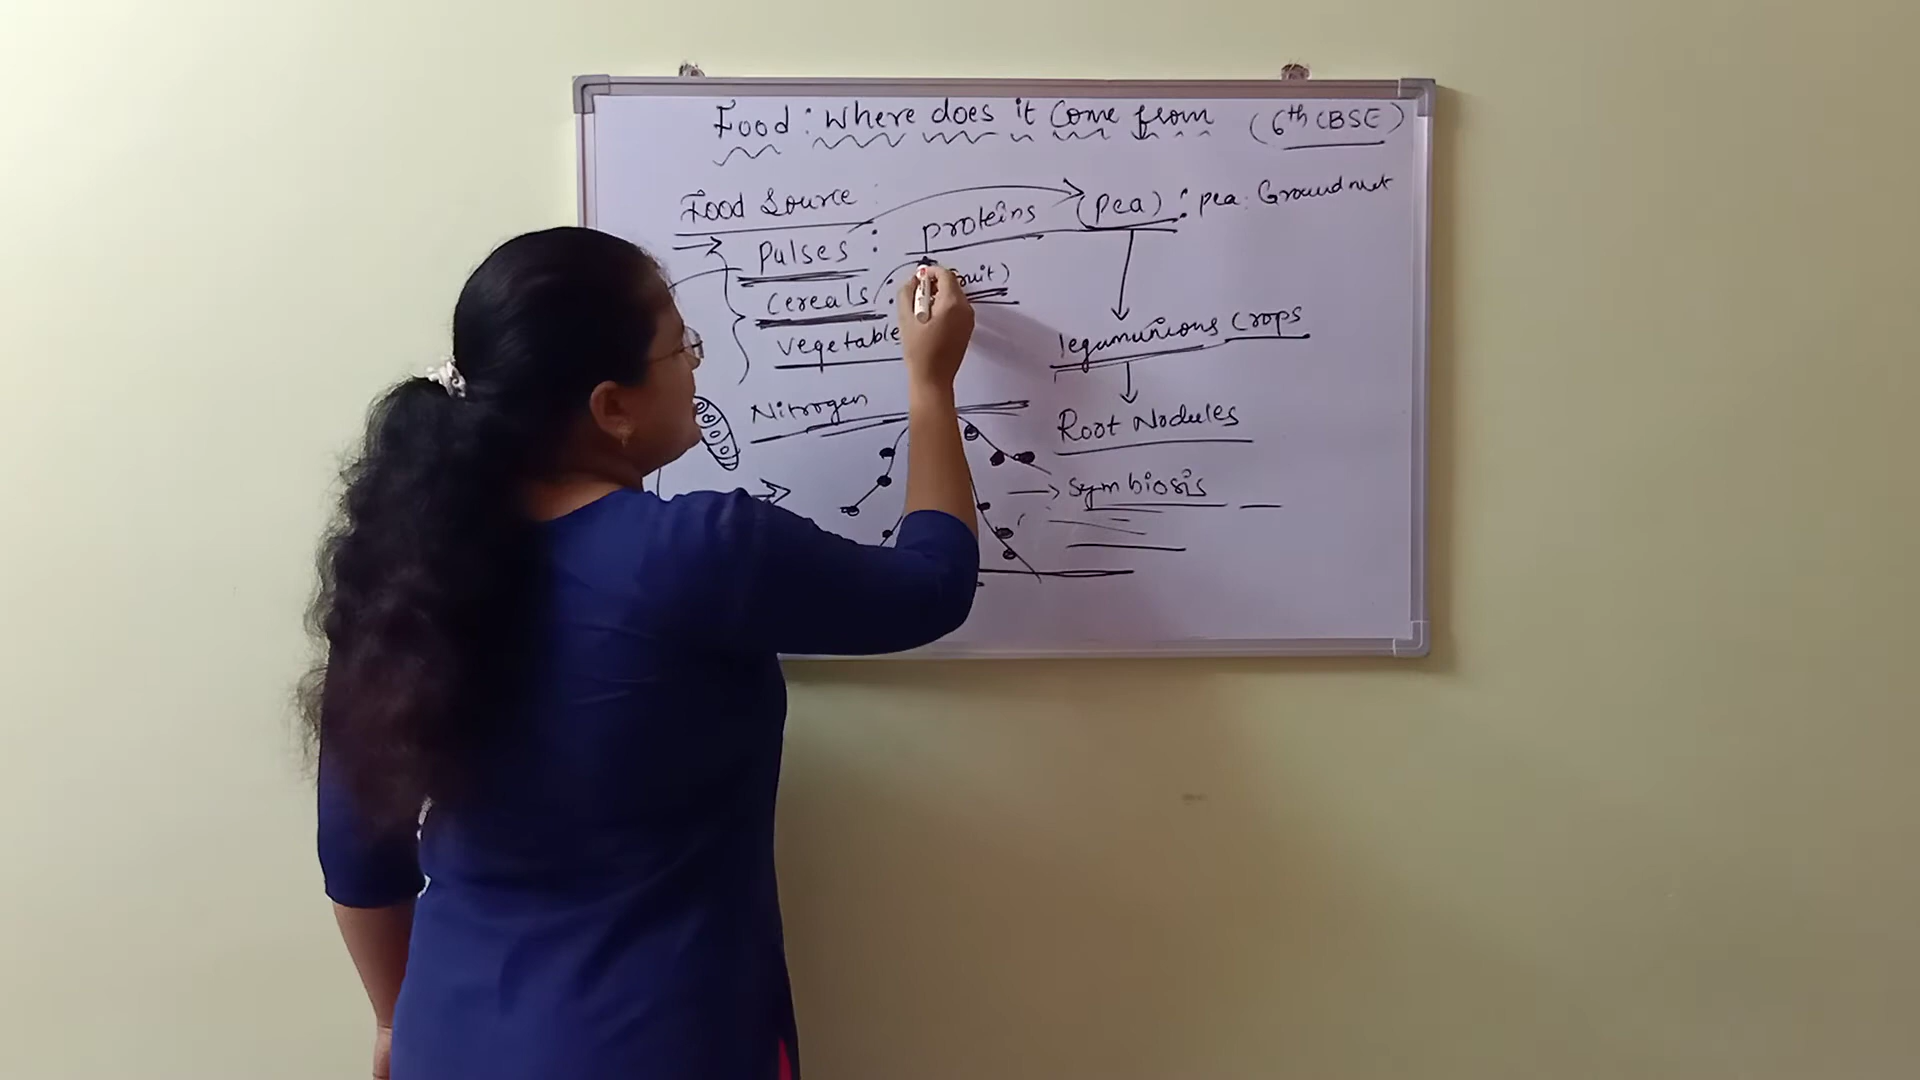 Food : Where does it Come from (6th CBSE)
Food Source :
Pulses : proteins (Pea) : pea : Groundnut
Cereals :
vegetable
legumunious Crops
Nitrogen
Root Nodules
Symbiosis